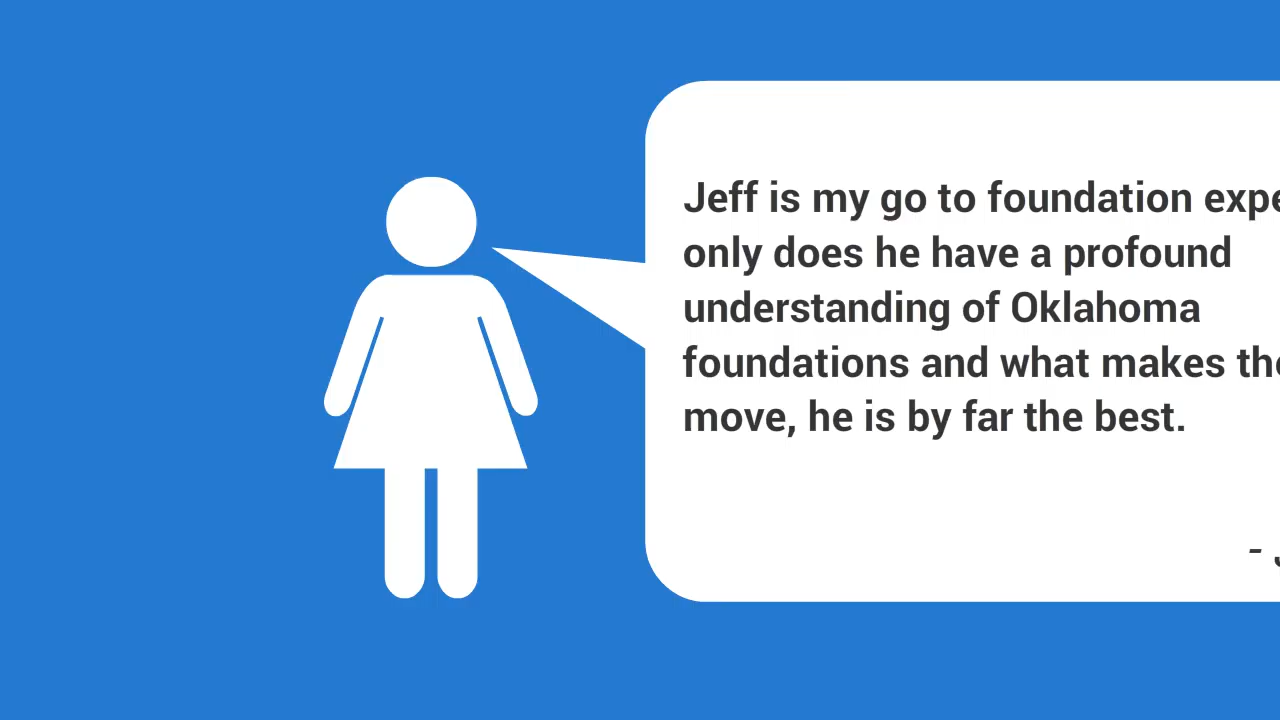 Jeff is my go to foundation
only does he have a profound
understanding of Oklahoma
foundations and what makes
move, he is by far the best.
-